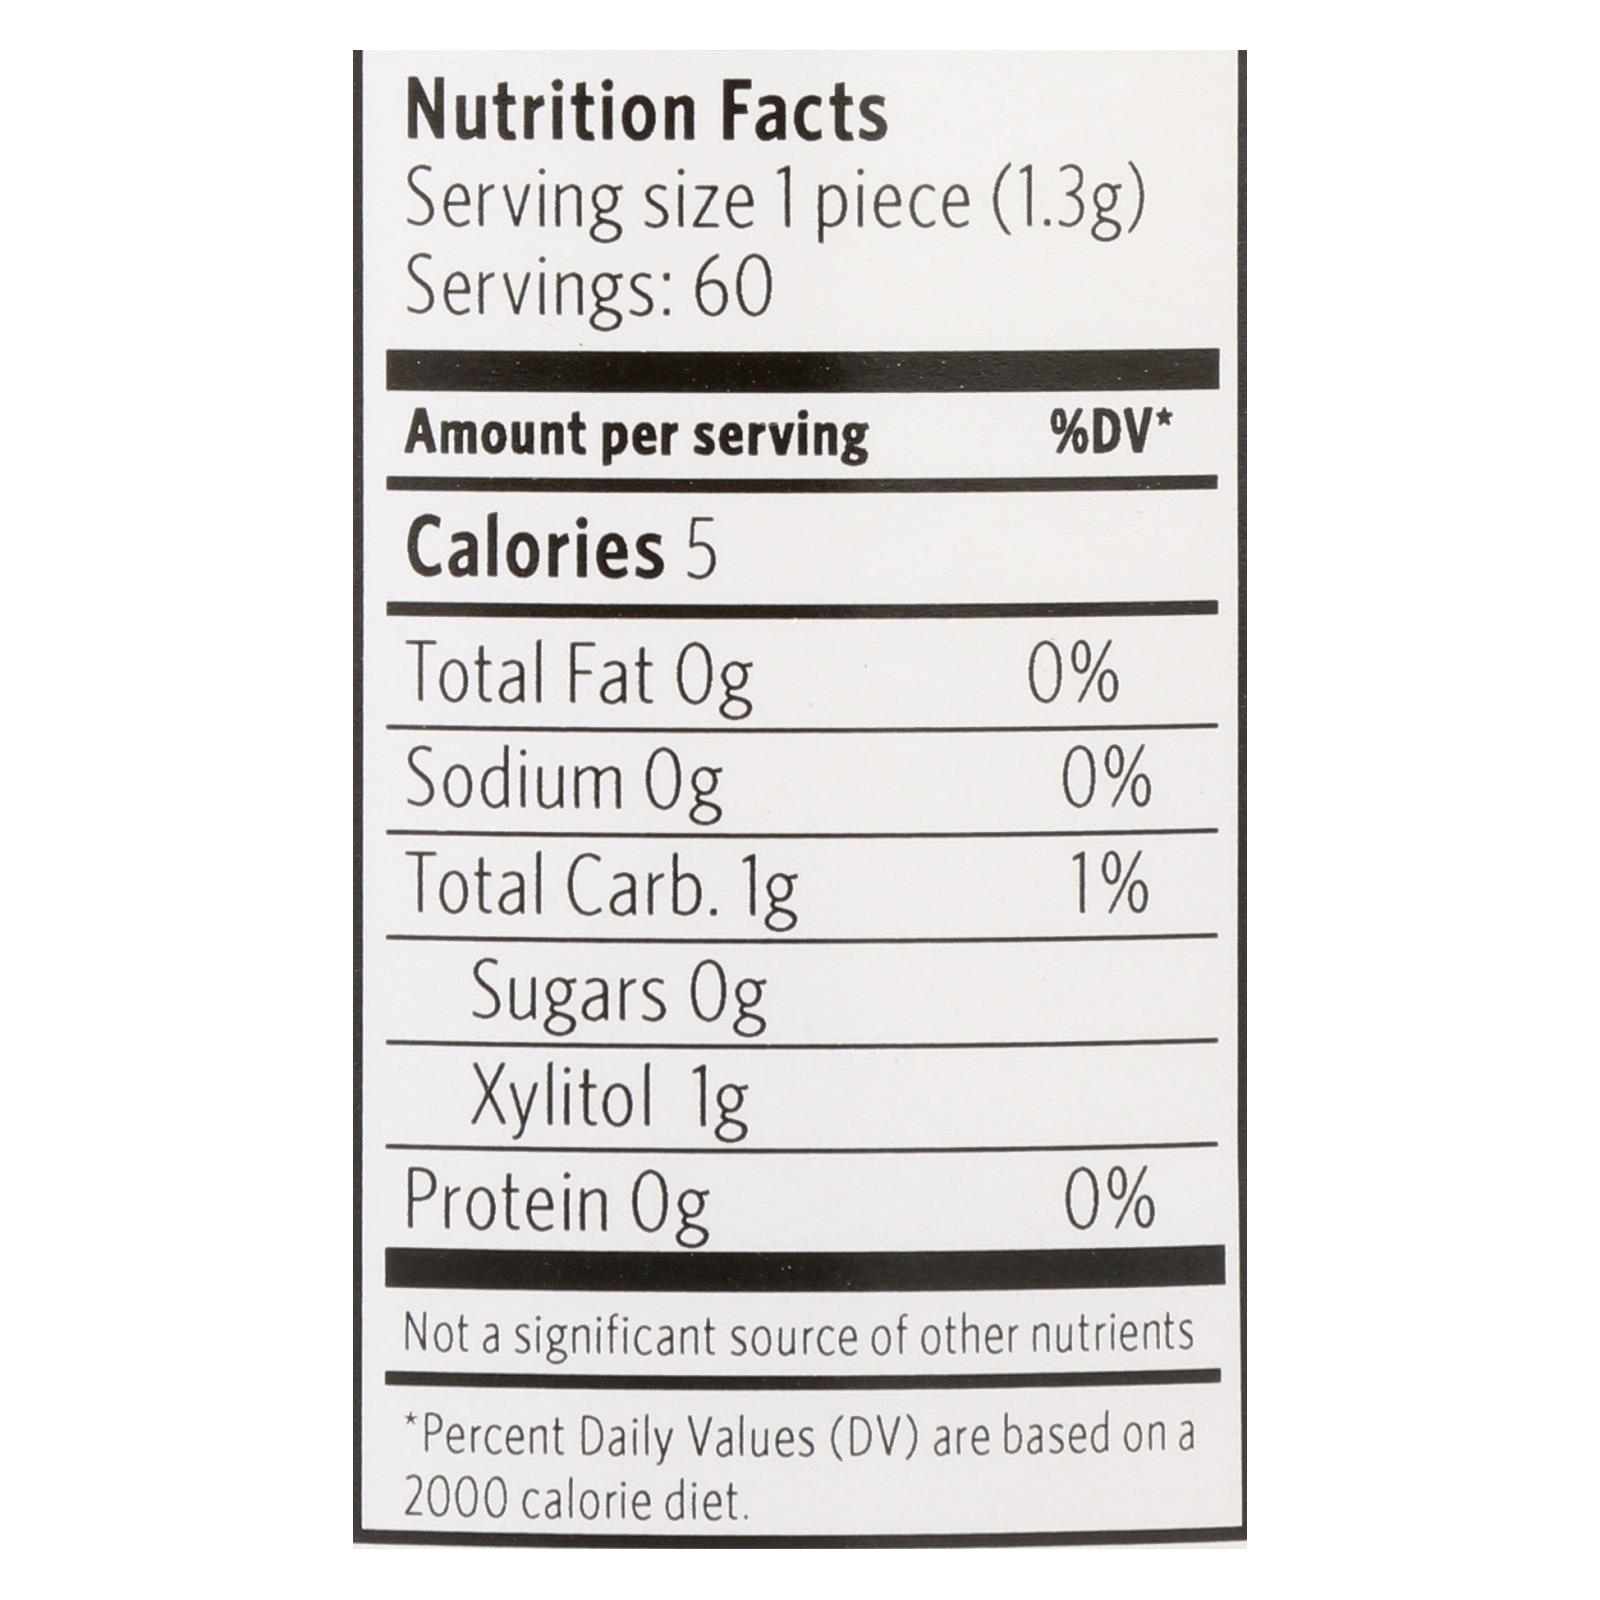 Nutrition Facts
Serving size 1 piece (1.3g)
Servings: 60
Amount per serving %DV*
Calories 5
Total Fat 0g 0%
Sodium 0g 0%
Total Carb. 1g 1%
Sugars 0g
Xylitol 1g
Protein 0g 0%
Not a significant source of other nutrients
*Percent Daily Values (DV) are based on a
2000 calorie diet.